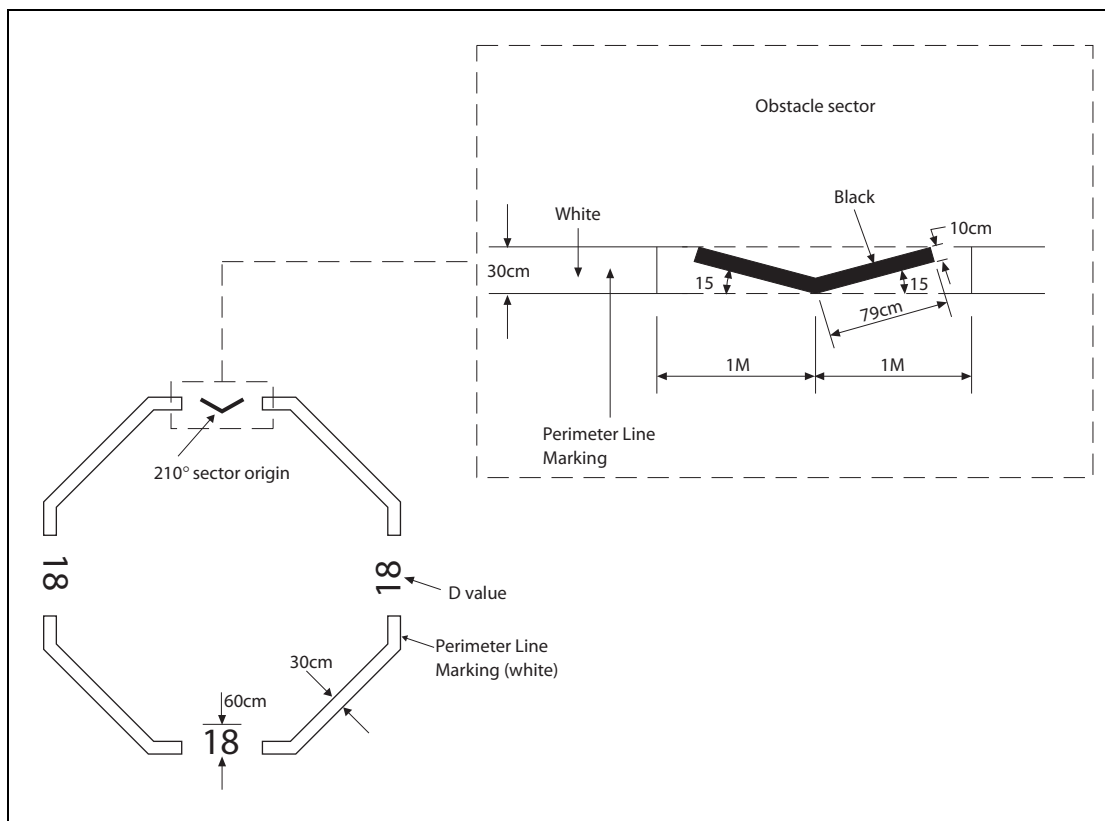 Obstacle sector
White
Black
10cm
30cm
15
15
79cm
1M
1M
Perimeter Line
Marking
210° sector origin
18
18
D value
Perimeter Line
Marking (white)
30cm
60cm
18